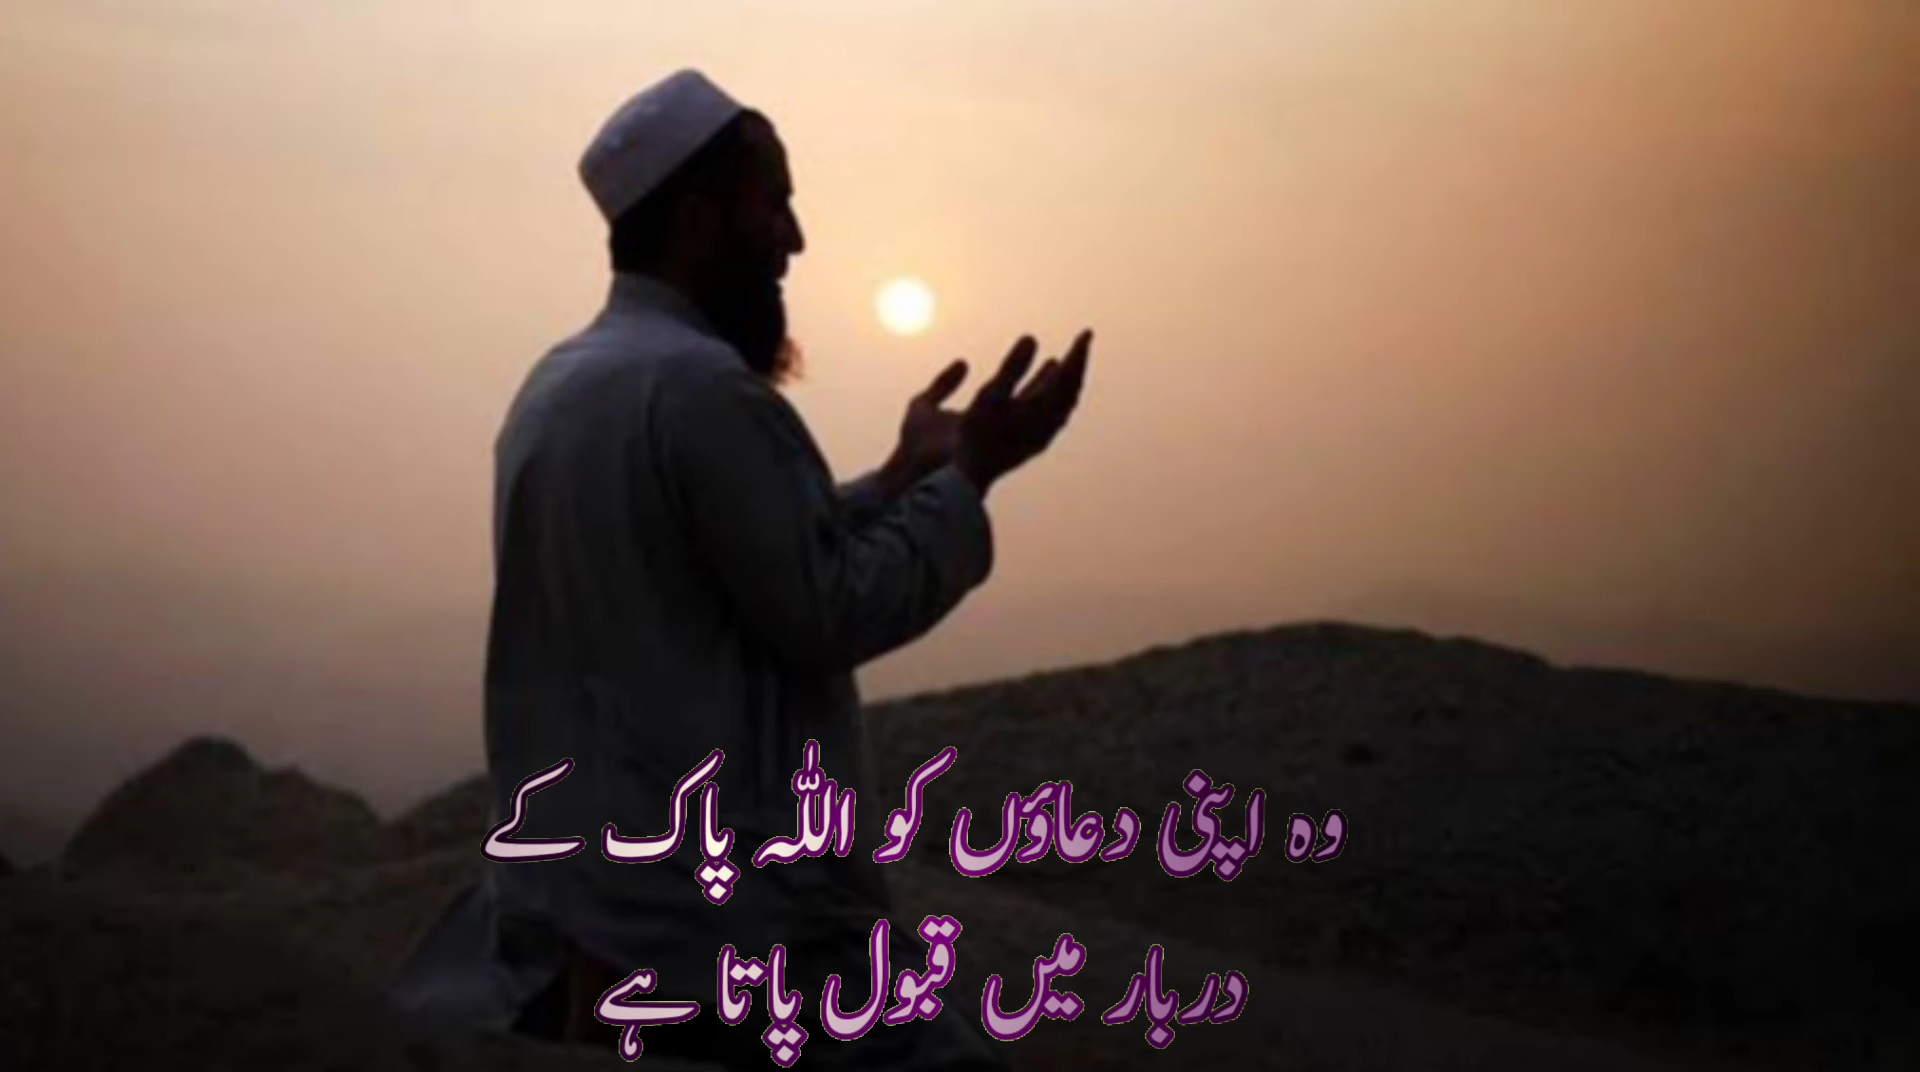 وہ اپنی دعاؤں کو اللہ پاک کے
دربار میں قبول پاتا ہے